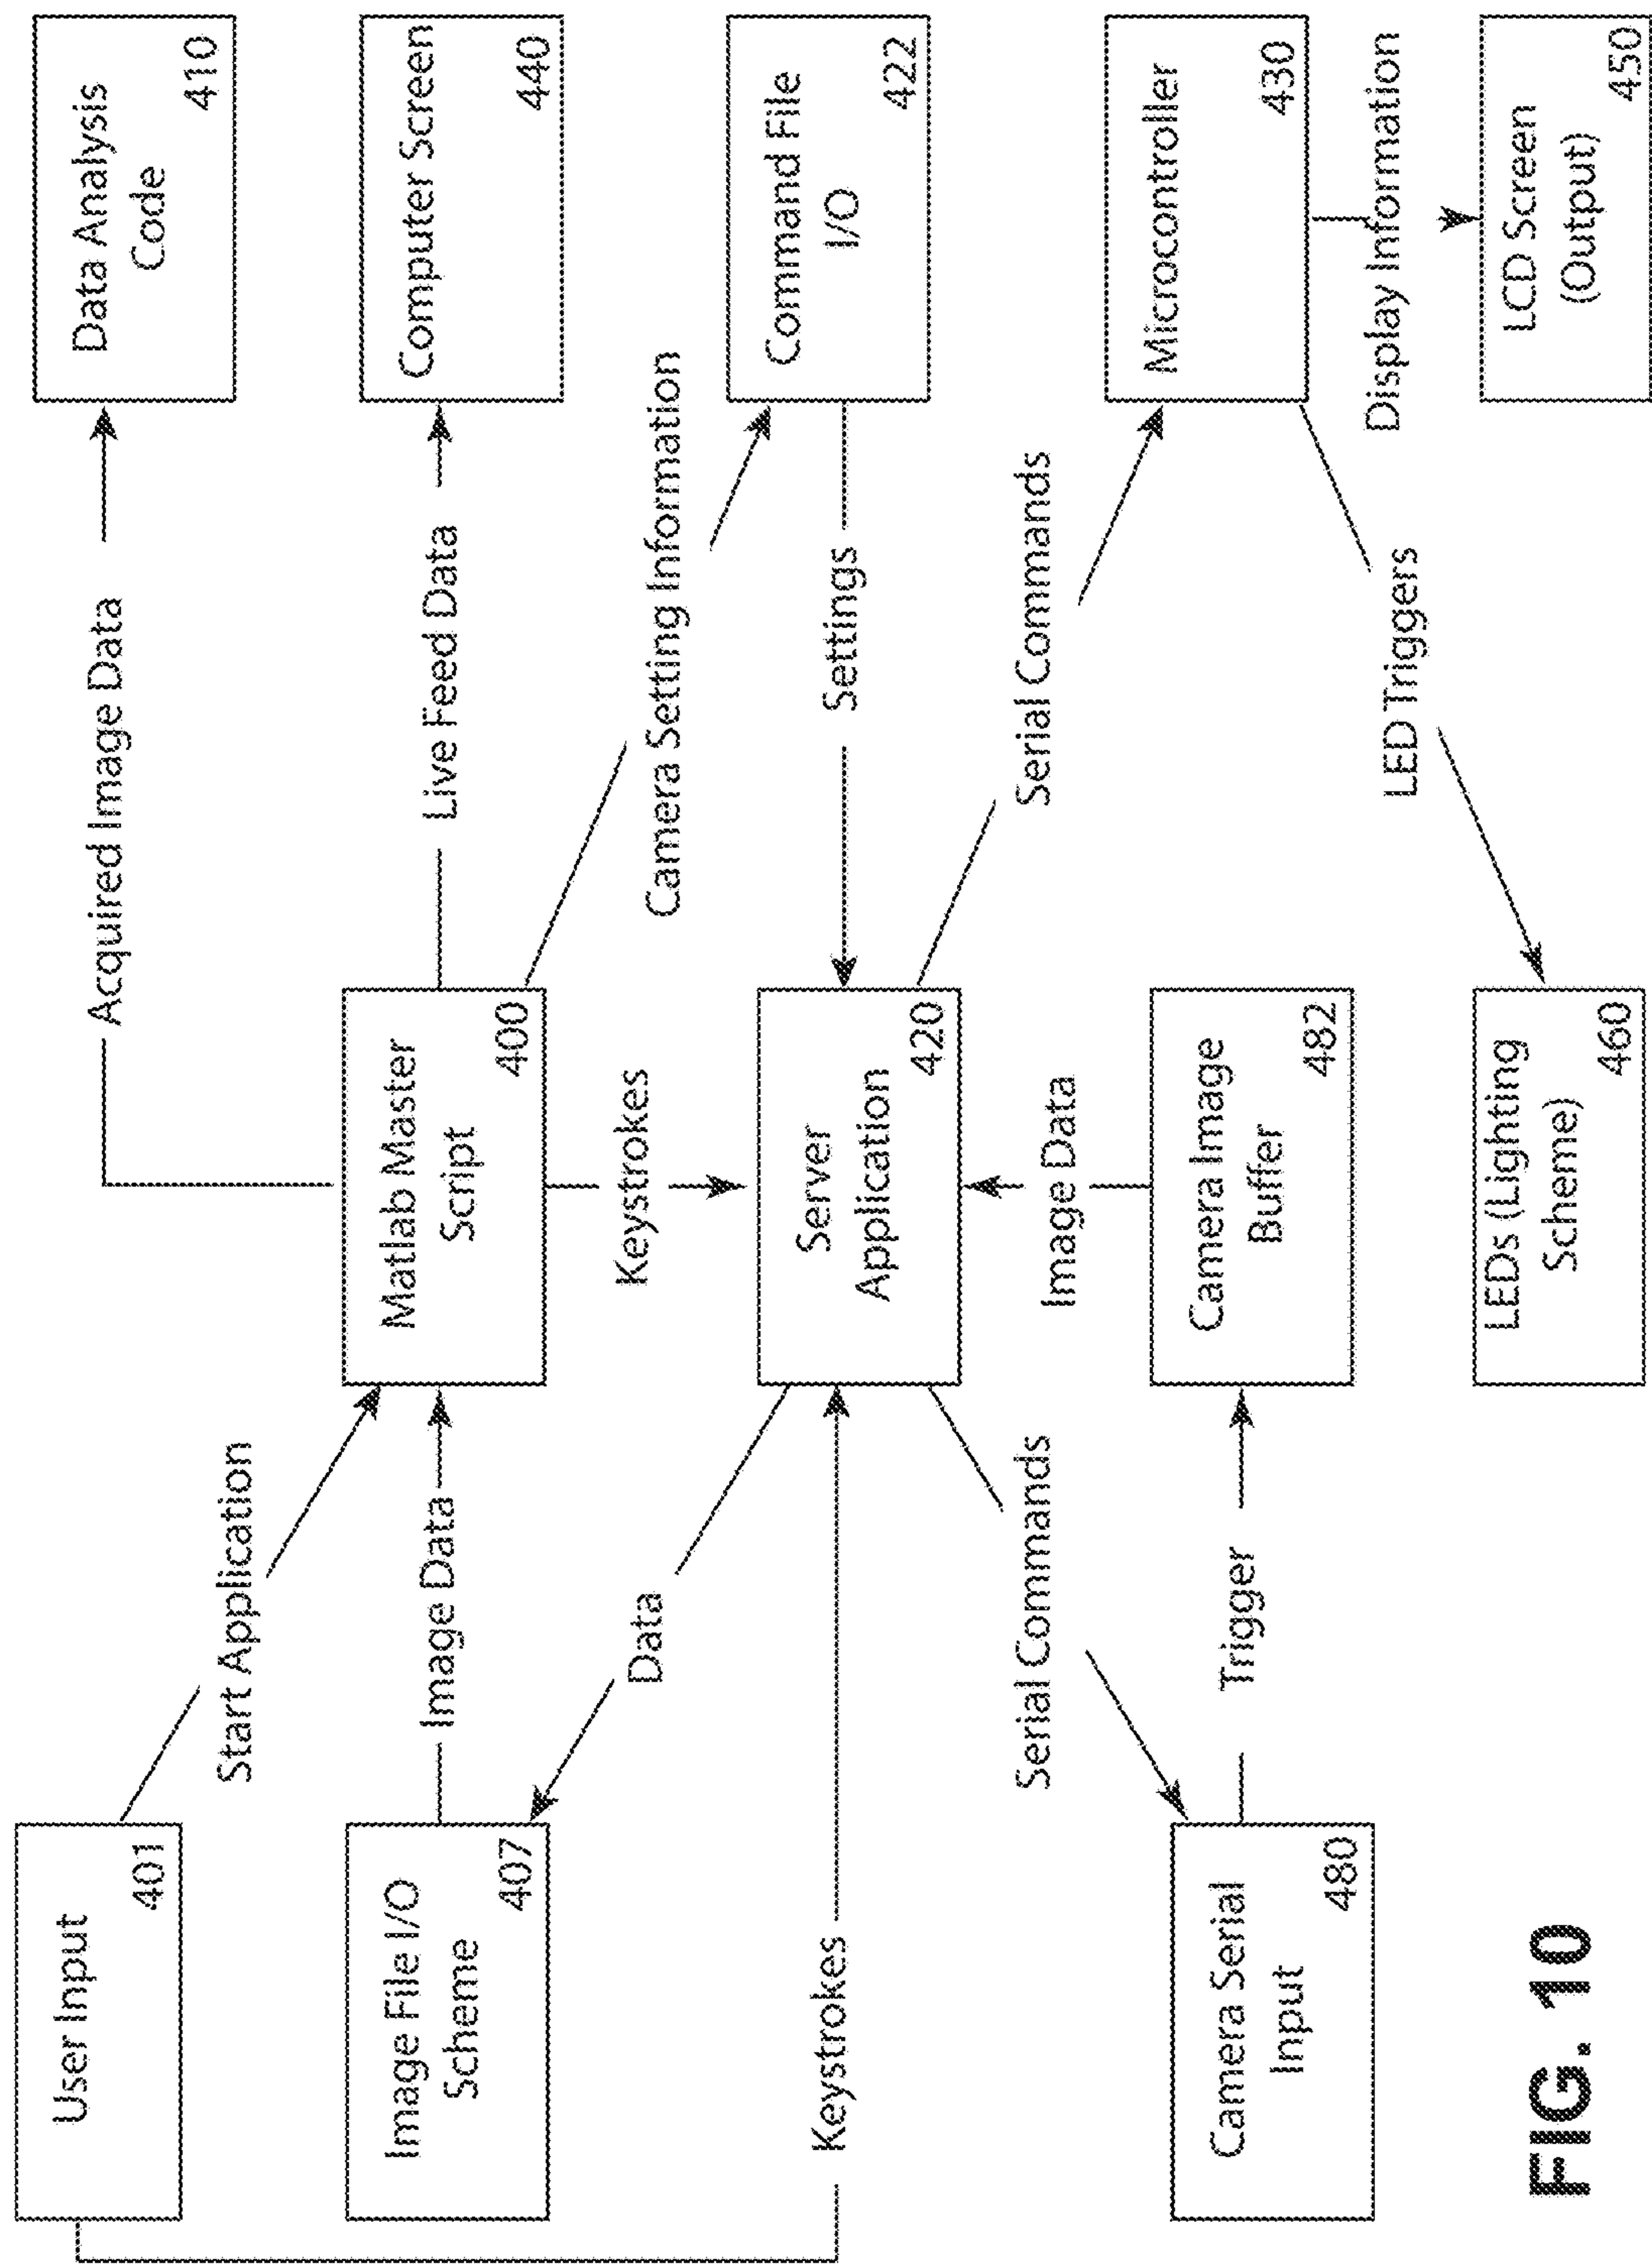 User Input
401
Start Application
Acquired Image Data
Data Analysis
Code
410
Image File I/O
Scheme
407
Image Data
Matlab Master
Script
400
Live Feed Data
Computer Screen
440
Data
Keystrokes
Camera Setting Information
Keystrokes
Server
Application
420
Settings
Command File
I/O
422
Serial Commands
Image Data
Serial Commands
Camera Serial
Input
480
Trigger
Camera Image
Buffer
482
Microcontroller
430
LED Triggers
Display Information
LEDs (Lighting
Scheme)
460
LCD Screen
(Output)
450
FIG. 10